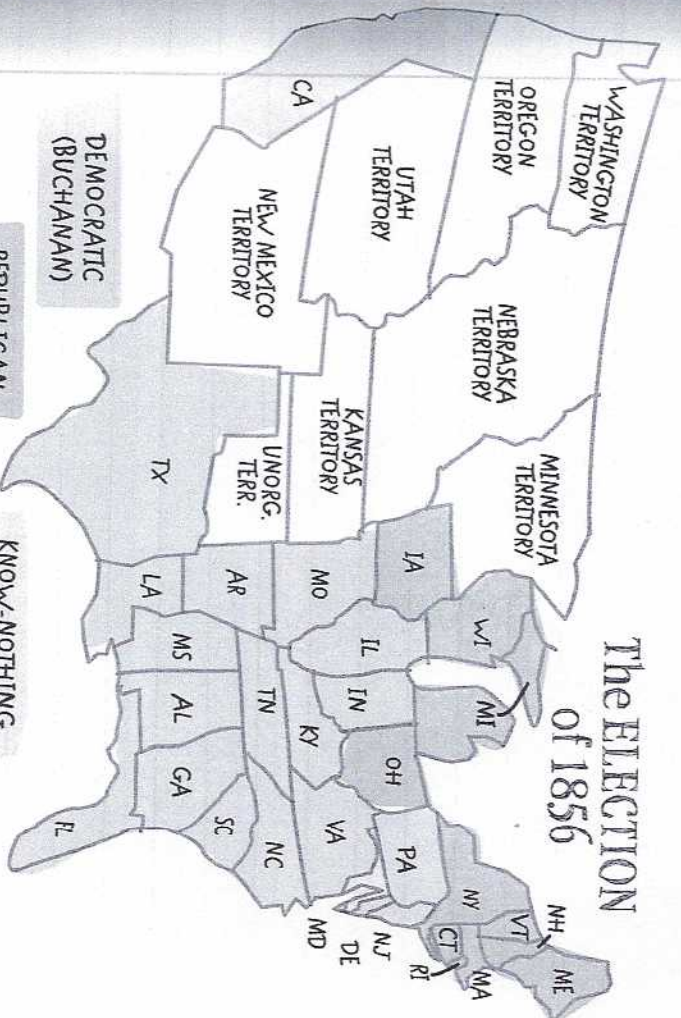 The ELECTION
of 1856
WASHINGTON
TERRITORY
OREGON
TERRITORY
UTAH
TERRITORY
CA
NEW MEXICO
TERRITORY
NEBRASKA
TERRITORY
MINNESOTA
TERRITORY
KANSAS
TERRITORY
UNORG.
TERR.
TX
IA
MO
AR
LA
WI
IL
MS
MI
IN
KY
TN
AL
OH
GA
FL
SC
NC
VA
PA
NY
VT
NH
ME
MA
CT
RI
NJ
DE
MD
DEMOCRATIC
(BUCHANAN)
REPUBLICAN
KNOW-NOTHING